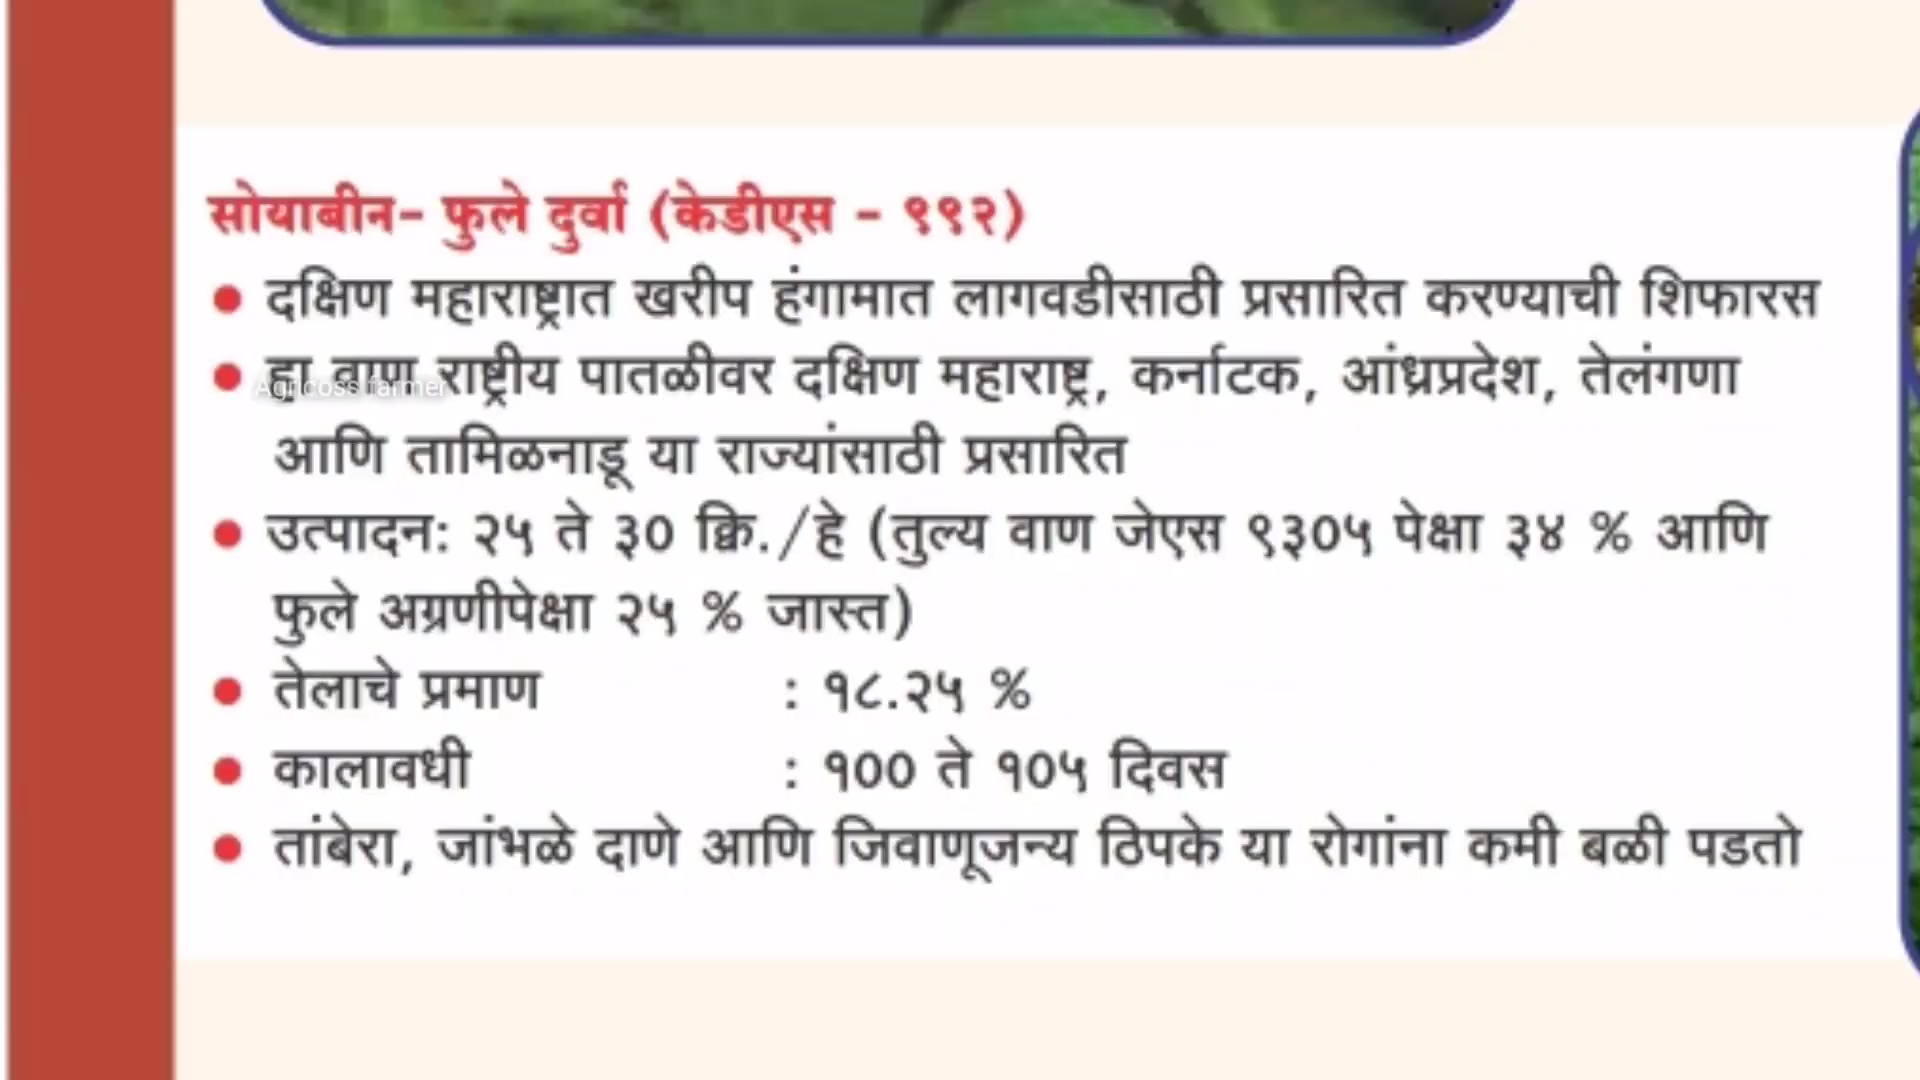 सोयाबीन- फुले दुर्वा (केडीएस - ९९२)
● दक्षिण महाराष्ट्रात खरीप हंगामात लागवडीसाठी प्रसारित करण्याची शिफारस
● हा वाण राष्ट्रीय पातळीवर दक्षिण महाराष्ट्र, कर्नाटक, आंध्रप्रदेश, तेलंगणा
Agricoss farmer
आणि तामिळनाडू या राज्यांसाठी प्रसारित
● उत्पादन: २५ ते ३० क्वि./हे (तुल्य वाण जेएस ९३०५ पेक्षा ३४ % आणि
फुले अग्रणीपेक्षा २५ % जास्त)
● तेलाचे प्रमाण : १८.२५ %
● कालावधी : १०० ते १०५ दिवस
● तांबेरा, जांभळे दाणे आणि जिवाणूजन्य ठिपके या रोगांना कमी बळी पडतो